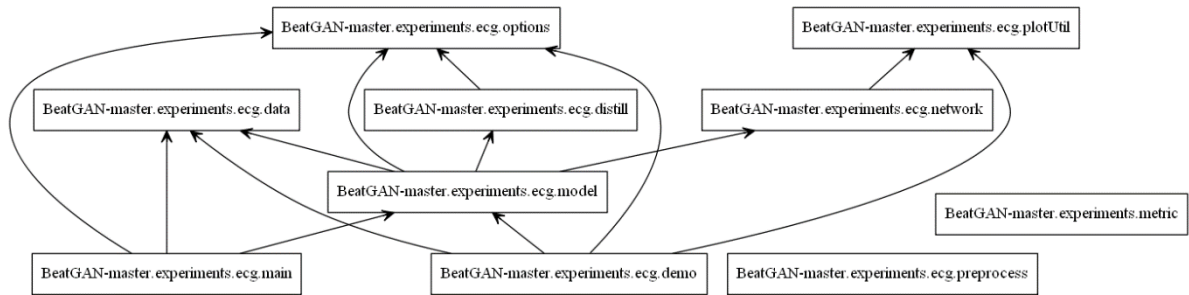 BeatGAN-master.experiments.ecg.options
BeatGAN-master.experiments.ecg.plotUtil
BeatGAN-master.experiments.ecg.data
BeatGAN-master.experiments.ecg.distill
BeatGAN-master.experiments.ecg.network
BeatGAN-master.experiments.ecg.model
BeatGAN-master.experiments.metric
BeatGAN-master.experiments.ecg.main
BeatGAN-master.experiments.ecg.demo
BeatGAN-master.experiments.ecg.preprocess